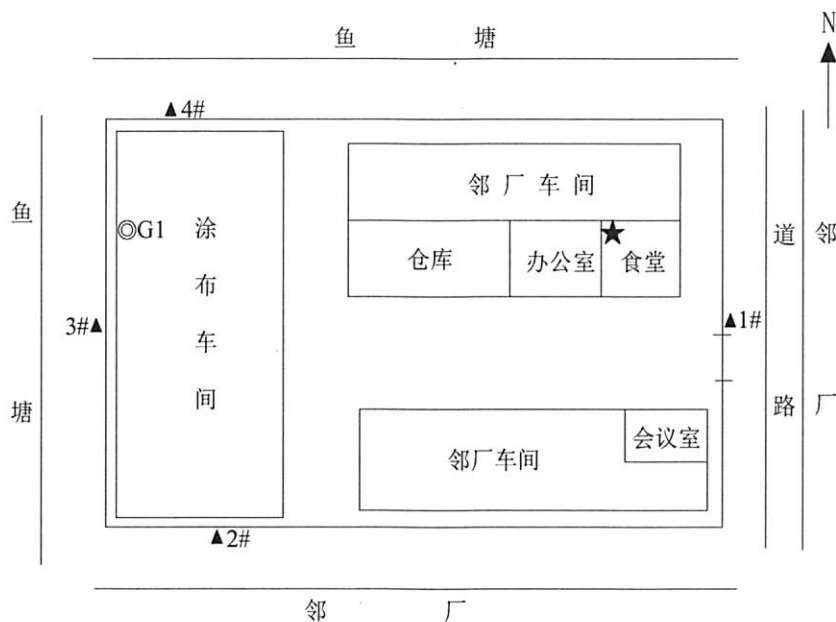 鱼 塘
N
▲4#
邻 厂 车 间
鱼 塘
◎G1
涂 布 车 间
仓库
办公室
★
食堂
道 路
邻 厂
3#▲
▲1#
邻厂车间
会议室
▲2#
邻 厂